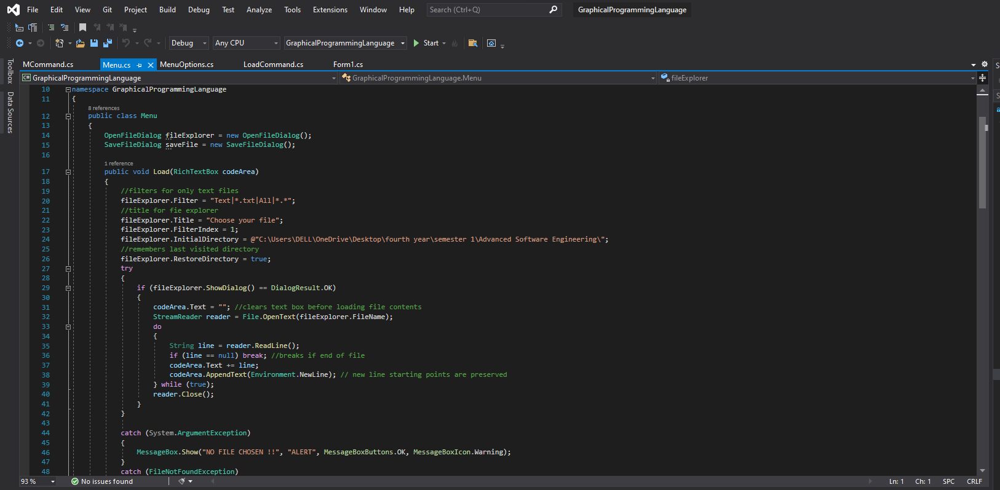 File Edit View Git Project Build Debug Test Analyze Tools Extensions Window Help Search (Ctrl+Q) GraphicalProgrammingLanguage
Debug Any CPU GraphicalProgrammingLanguage Start
MCommand.cs Menu.cs MenuOptions.cs LoadCommand.cs Form1.cs
Toolbox
Data Sources
C# GraphicalProgrammingLanguage GraphicalProgrammingLanguage.Menu fileExplorer
10 namespace GraphicalProgrammingLanguage
11 {
8 references
12 public class Menu
13 {
14 OpenFileDialog fileExplorer = new OpenFileDialog();
15 SaveFileDialog saveFile = new SaveFileDialog();
16
1 reference
17 public void Load(RichTextBox codeArea)
18 {
19 //filters for only text files
20 fileExplorer.Filter = "Text|*.txt|All|*.*";
21 //title for fie explorer
22 fileExplorer.Title = "Choose your file";
23 fileExplorer.FilterIndex = 1;
24 fileExplorer.InitialDirectory = @"C:\Users\DELL\OneDrive\Desktop\fourth year\semester 1\Advanced Software Engineering\";
25 //remembers last visited directory
26 fileExplorer.RestoreDirectory = true;
27 try
28 {
29 if (fileExplorer.ShowDialog() == DialogResult.OK)
30 {
31 codeArea.Text = ""; //clears text box before loading file contents
32 StreamReader reader = File.OpenText(fileExplorer.FileName);
33 do
34 {
35 String line = reader.ReadLine();
36 if (line == null) break; //breaks if end of file
37 codeArea.Text += line;
38 codeArea.AppendText(Environment.NewLine); // new line starting points are preserved
39 } while (true);
40 reader.Close();
41 }
42 }
43
44 catch (System.ArgumentException)
45 {
46 MessageBox.Show("NO FILE CHOSEN !!", "ALERT", MessageBoxButtons.OK, MessageBoxIcon.Warning);
47 }
48 catch (FileNotFoundException)
93 % No issues found Ln: 1 Ch: 1 SPC CRLF